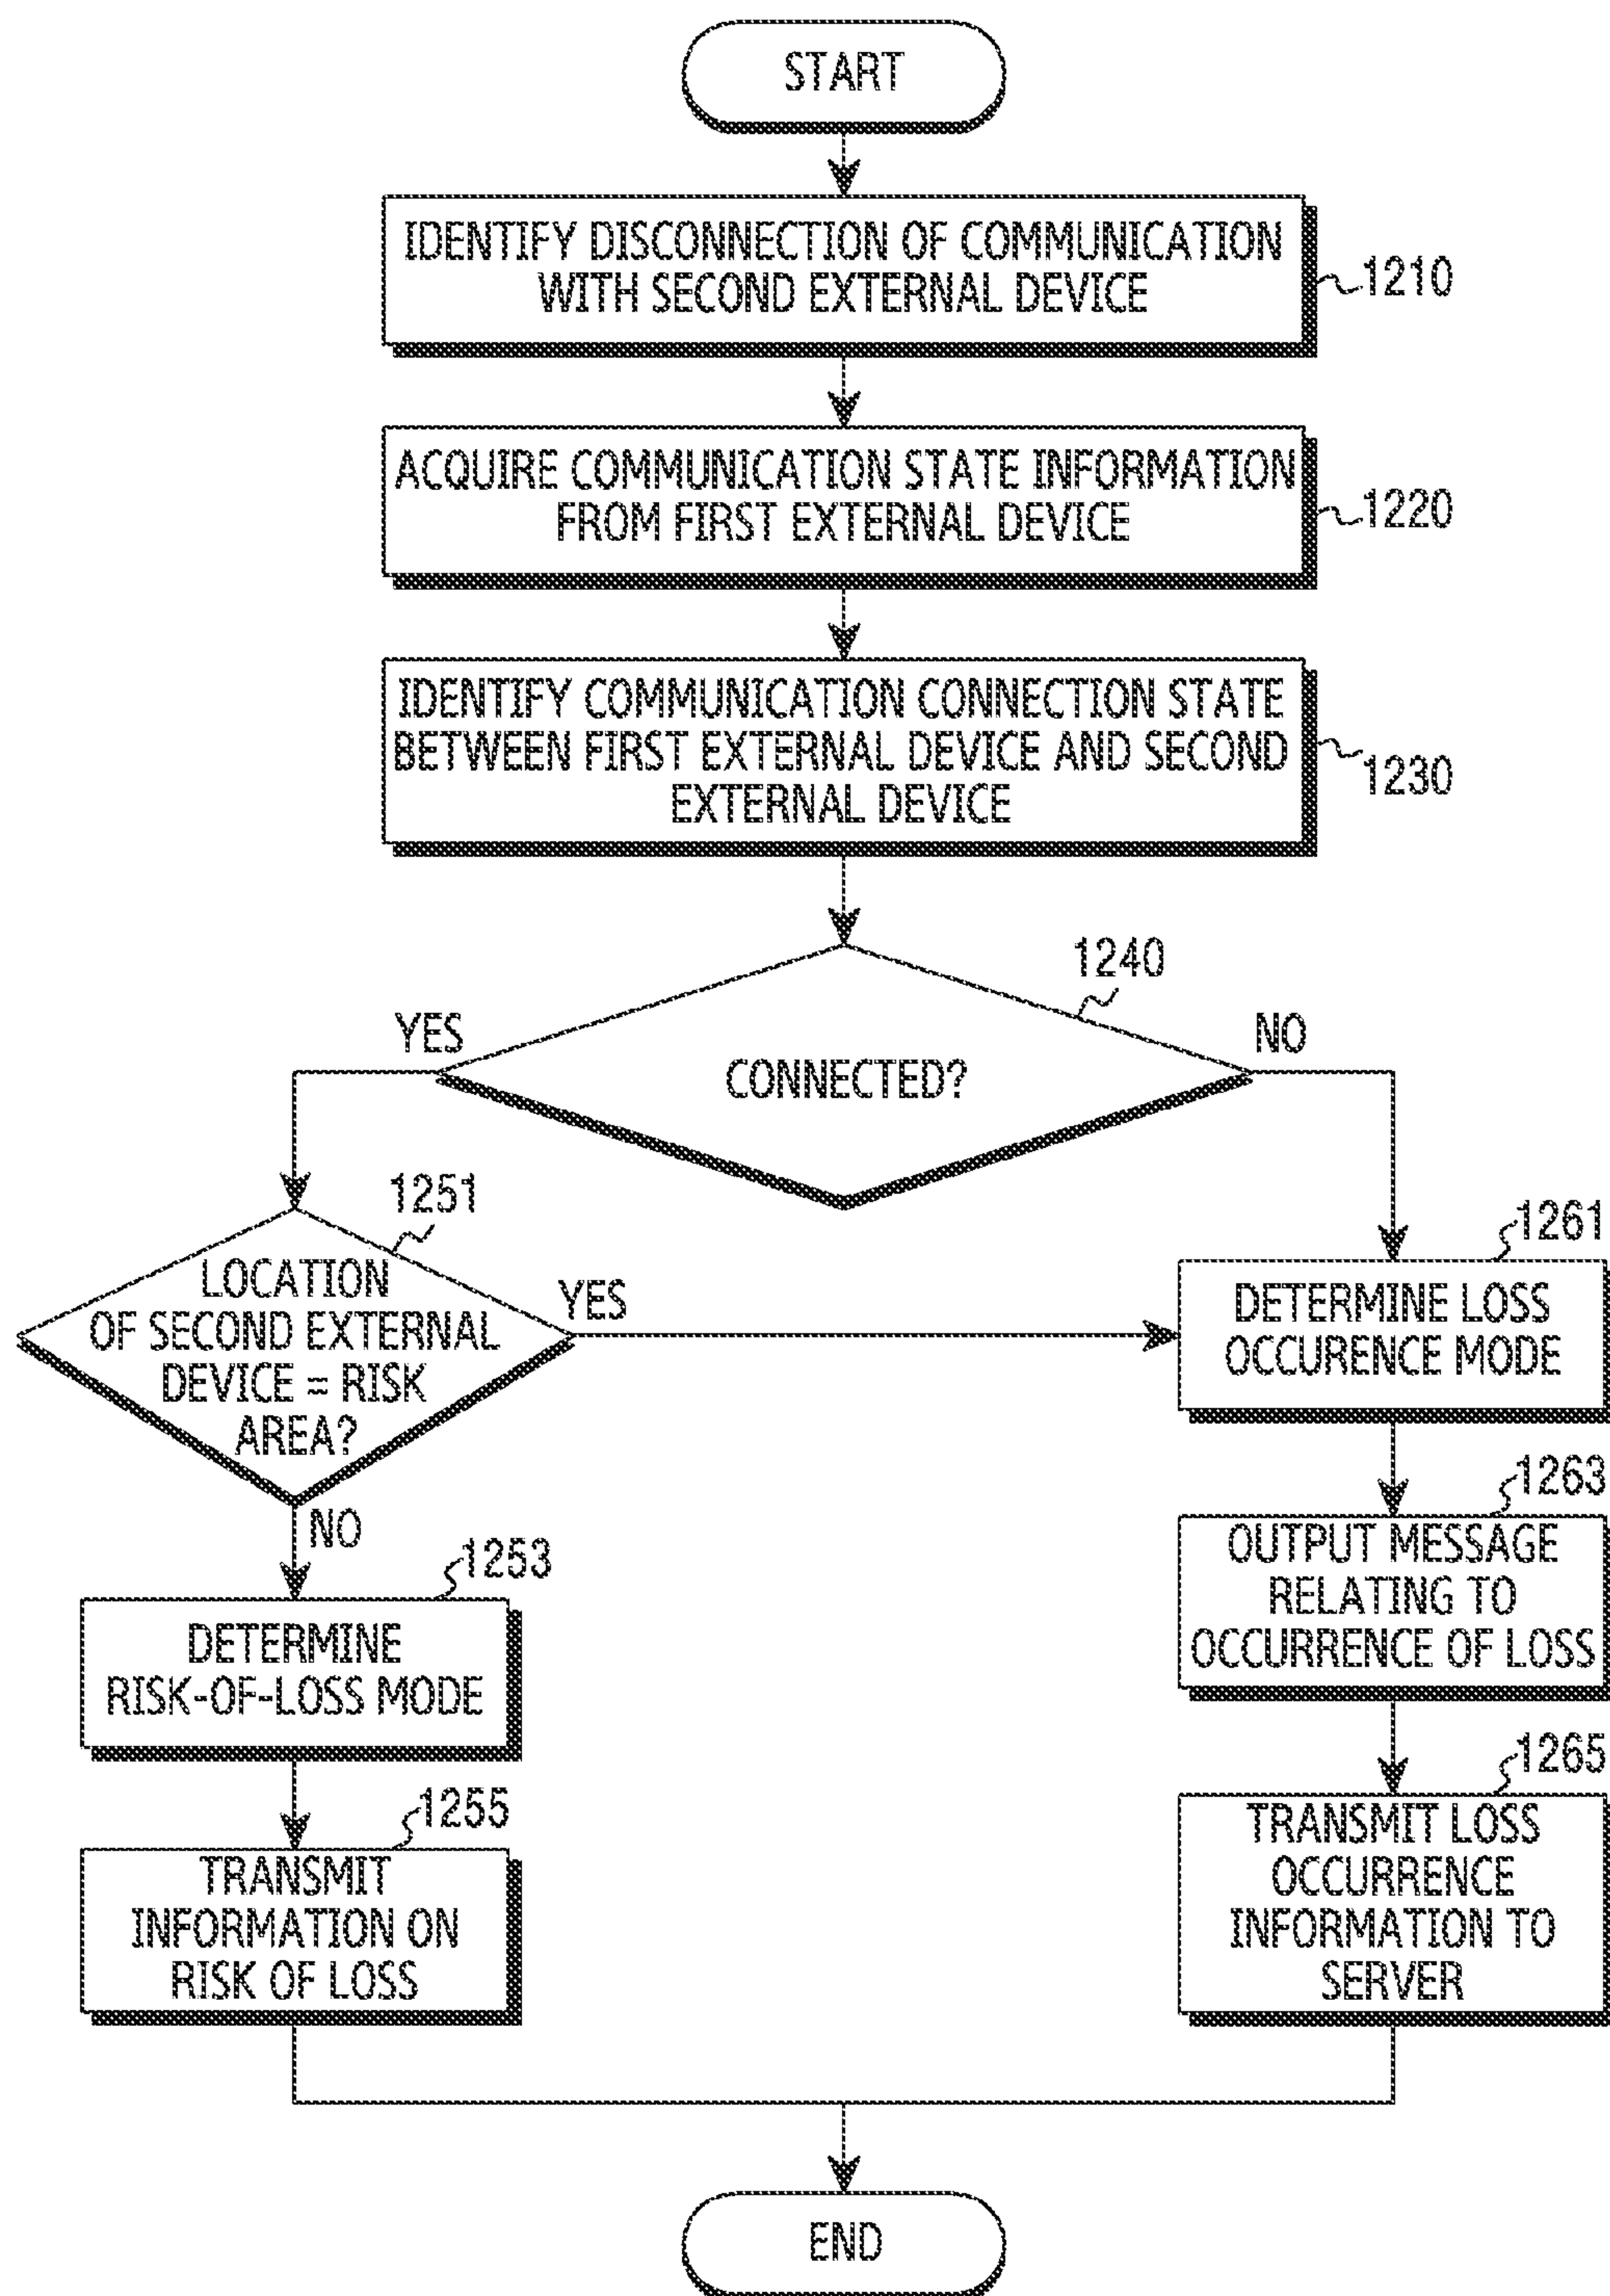 START
IDENTIFY DISCONNECTION OF COMMUNICATION
WITH SECOND EXTERNAL DEVICE
1210
ACQUIRE COMMUNICATION STATE INFORMATION
FROM FIRST EXTERNAL DEVICE
1220
IDENTIFY COMMUNICATION CONNECTION STATE
BETWEEN FIRST EXTERNAL DEVICE AND SECOND
EXTERNAL DEVICE
1230
1240
YES
NO
CONNECTED?
1251
LOCATION
OF SECOND EXTERNAL
DEVICE = RISK
AREA?
YES
NO
1261
DETERMINE LOSS
OCCURENCE MODE
1253
DETERMINE
RISK-OF-LOSS MODE
1263
OUTPUT MESSAGE
RELATING TO
OCCURRENCE OF LOSS
1255
TRANSMIT
INFORMATION ON
RISK OF LOSS
1265
TRANSMIT LOSS
OCCURRENCE
INFORMATION TO
SERVER
END